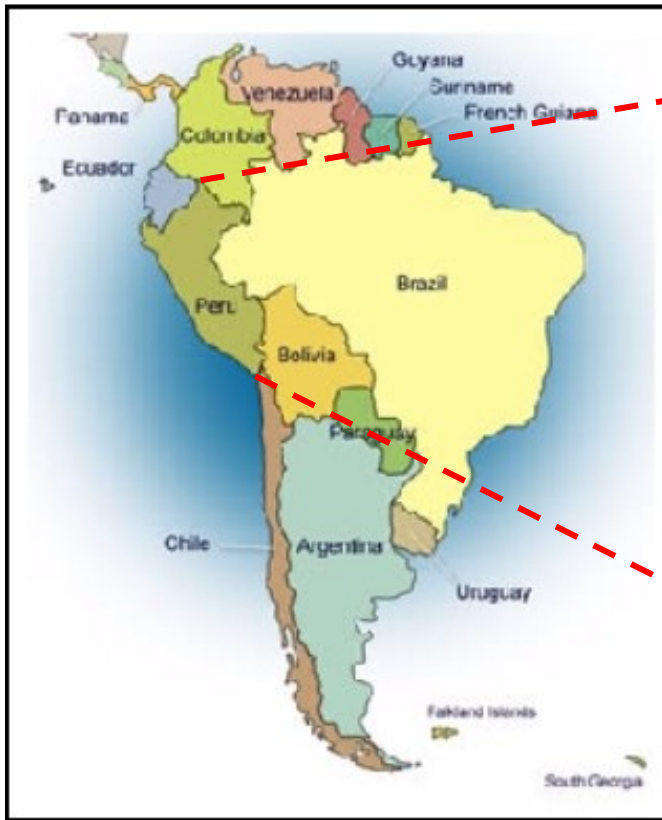 Guyana
Suriname
Venezuela
French Guiana
Panama
Colombia
Ecuador
Brazil
Peru
Bolivia
Paraguay
Chile
Argentina
Uruguay
Falkland Islands
South Georgia